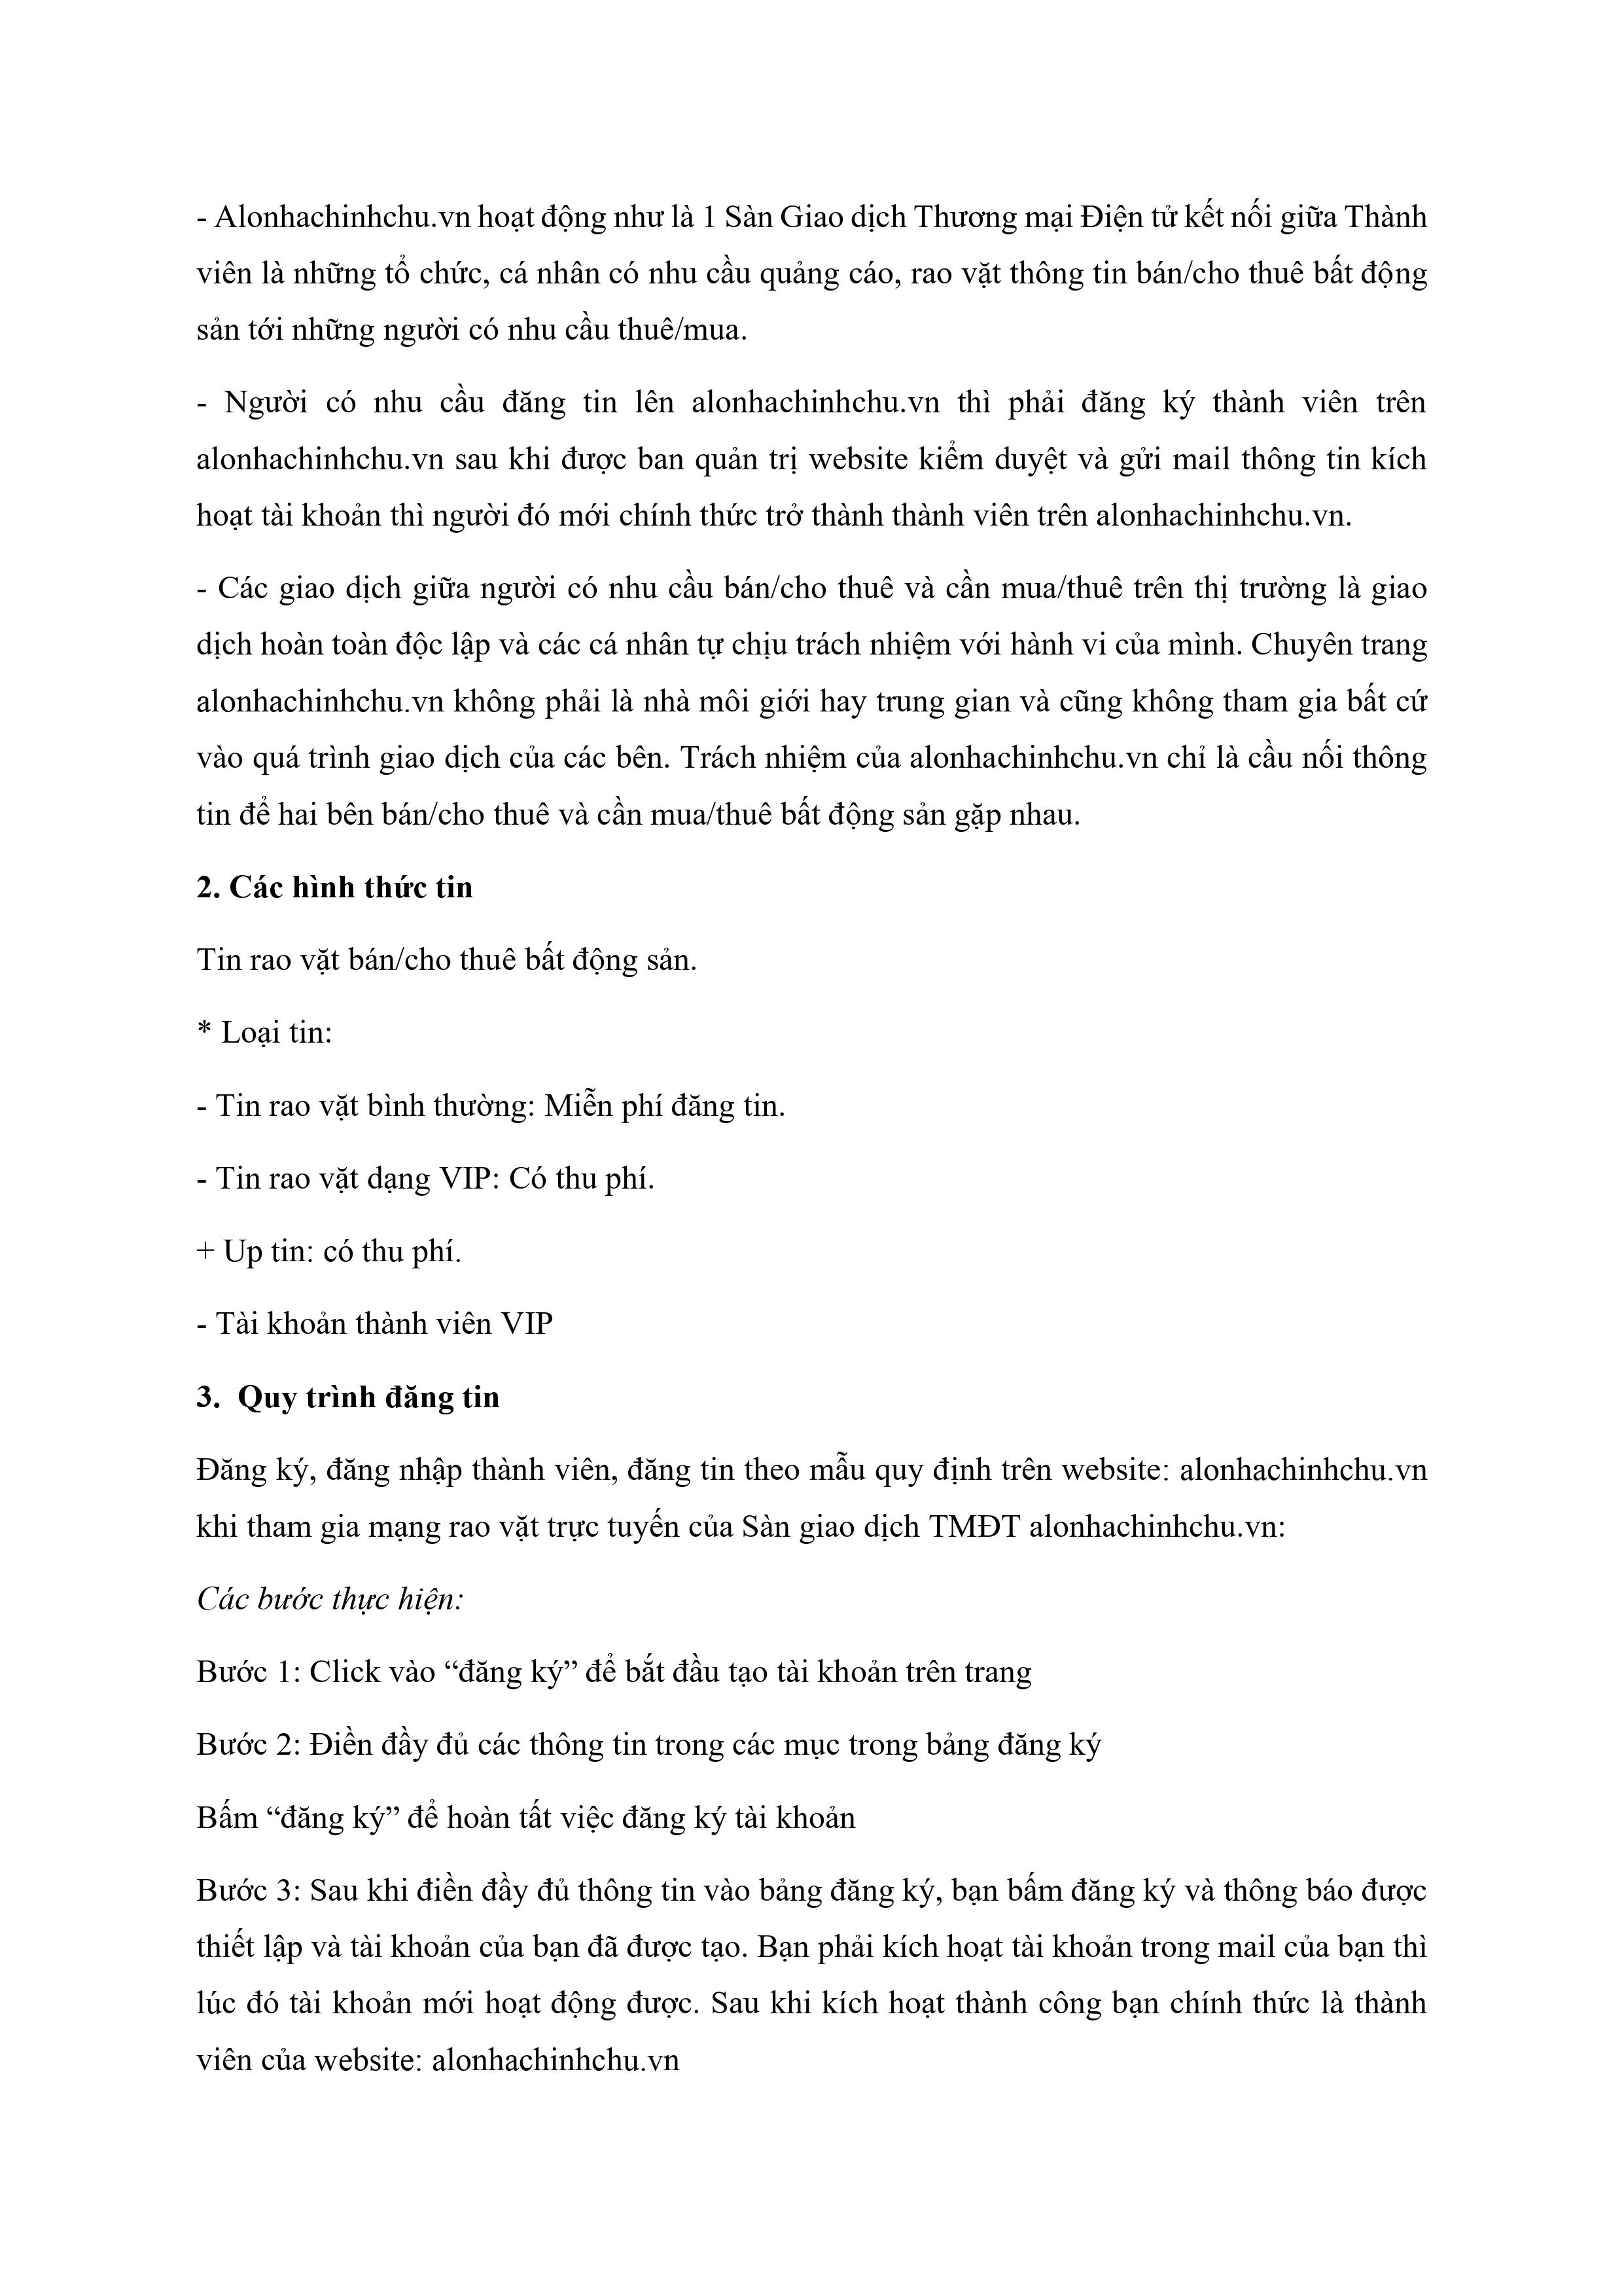 - Alonhachinhchu.vn hoạt động như là 1 Sàn Giao dịch Thương mại Điện tử kết nối giữa Thành
viên là những tổ chức, cá nhân có nhu cầu quảng cáo, rao vặt thông tin bán/cho thuê bất động
sản tới những người có nhu cầu thuê/mua.
- Người có nhu cầu đăng tin lên alonhachinhchu.vn thì phải đăng ký thành viên trên
alonhachinhchu.vn sau khi được ban quản trị website kiểm duyệt và gửi mail thông tin kích
hoạt tài khoản thì người đó mới chính thức trở thành thành viên trên alonhachinhchu.vn.
- Các giao dịch giữa người có nhu cầu bán/cho thuê và cần mua/thuê trên thị trường là giao
dịch hoàn toàn độc lập và các cá nhân tự chịu trách nhiệm với hành vi của mình. Chuyên trang
alonhachinhchu.vn không phải là nhà môi giới hay trung gian và cũng không tham gia bất cứ
vào quá trình giao dịch của các bên. Trách nhiệm của alonhachinhchu.vn chỉ là cầu nối thông
tin để hai bên bán/cho thuê và cần mua/thuê bất động sản gặp nhau.
2. Các hình thức tin
Tin rao vặt bán/cho thuê bất động sản.
* Loại tin:
- Tin rao vặt bình thường: Miễn phí đăng tin.
- Tin rao vặt dạng VIP: Có thu phí.
+ Up tin: có thu phí.
- Tài khoản thành viên VIP
3.  Quy trình đăng tin
Đăng ký, đăng nhập thành viên, đăng tin theo mẫu quy định trên website: alonhachinhchu.vn
khi tham gia mạng rao vặt trực tuyến của Sàn giao dịch TMĐT alonhachinhchu.vn:
Các bước thực hiện:
Bước 1: Click vào “đăng ký” để bắt đầu tạo tài khoản trên trang
Bước 2: Điền đầy đủ các thông tin trong các mục trong bảng đăng ký
Bấm “đăng ký” để hoàn tất việc đăng ký tài khoản
Bước 3: Sau khi điền đầy đủ thông tin vào bảng đăng ký, bạn bấm đăng ký và thông báo được
thiết lập và tài khoản của bạn đã được tạo. Bạn phải kích hoạt tài khoản trong mail của bạn thì
lúc đó tài khoản mới hoạt động được. Sau khi kích hoạt thành công bạn chính thức là thành
viên của website: alonhachinhchu.vn